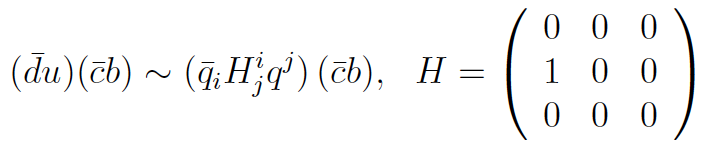 $(\bar{d}u)(\bar{c}b) \sim (\bar{q}_i H^i_j q^j)\,(\bar{c}b), \quad H = \begin{pmatrix} 0 & 0 & 0 \\ 1 & 0 & 0 \\ 0 & 0 & 0 \end{pmatrix}$